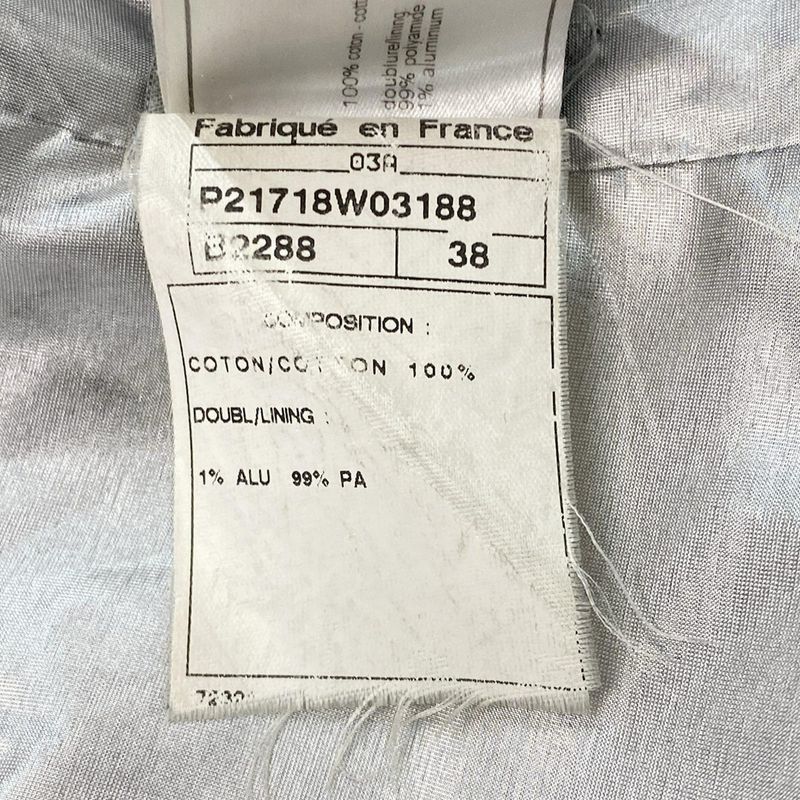 100% coton - cott
doublure/lining
99% polyamide
1% aluminium
Fabriqué en France
03A
P21718W03188
B2288 38
COMPOSITION :
COTON/COTTON 100%
DOUBL/LINING :
1% ALU 99% PA